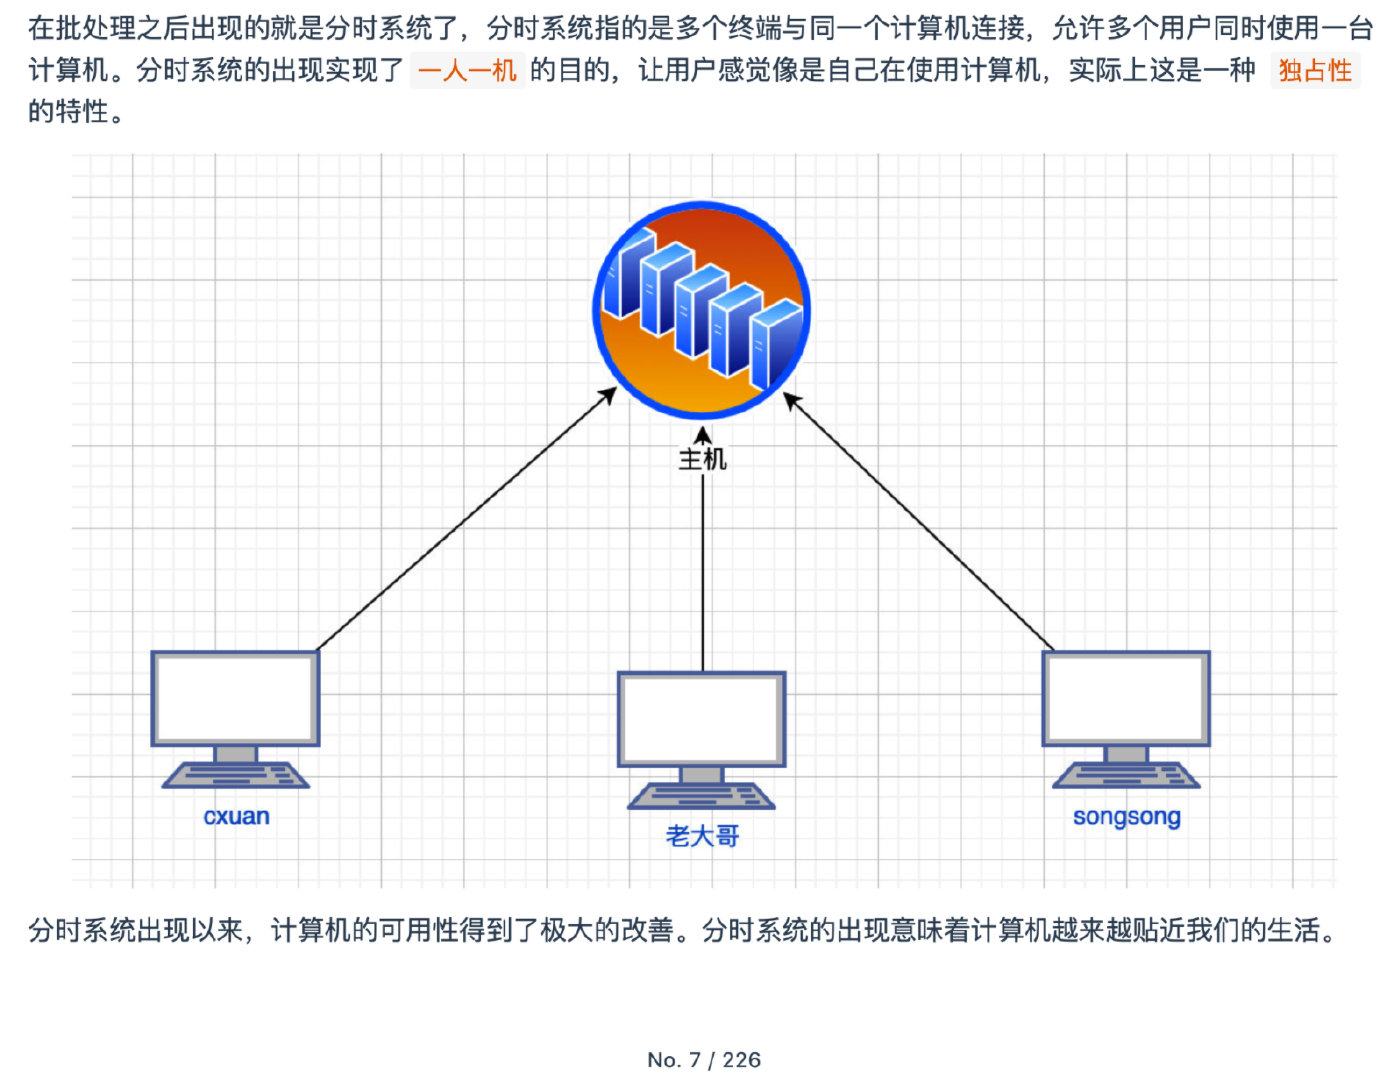 在批处理之后出现的就是分时系统了，分时系统指的是多个终端与同一个计算机连接，允许多个用户同时使用一台
计算机。分时系统的出现实现了 一人一机 的目的，让用户感觉像是自己在使用计算机，实际上这是一种 独占性
的特性。
主机
cxuan
老大哥
songsong
分时系统出现以来，计算机的可用性得到了极大的改善。分时系统的出现意味着计算机越来越贴近我们的生活。
No. 7 / 226